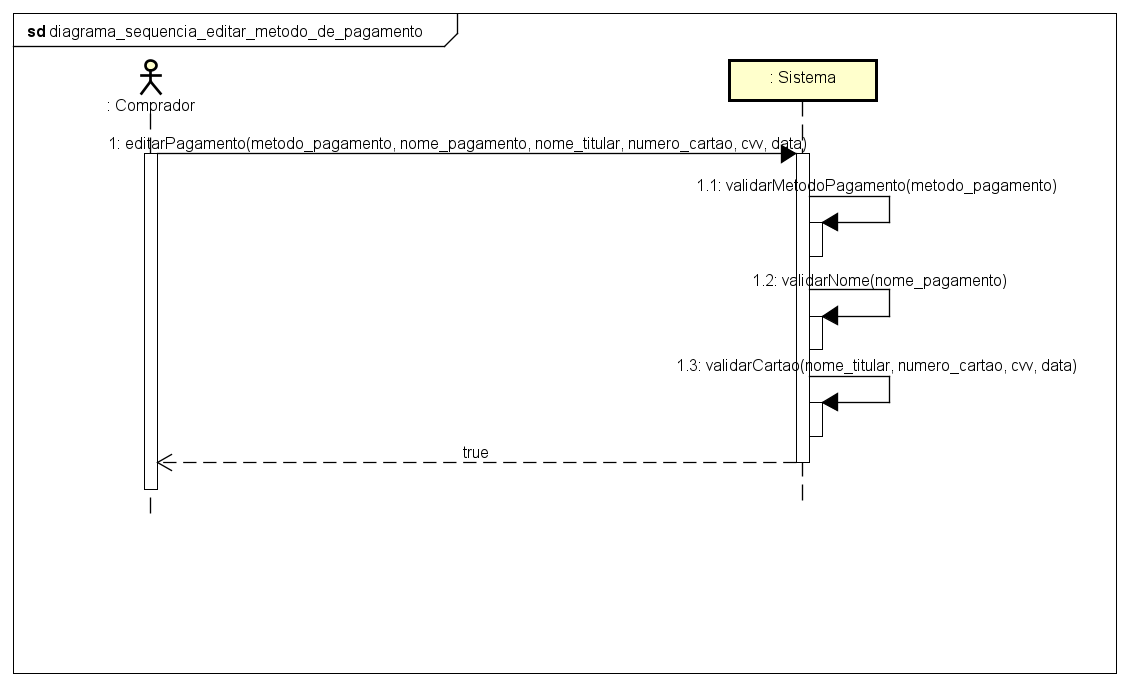 sd diagrama_sequencia_editar_metodo_de_pagamento
: Comprador
: Sistema
1: editarPagamento(metodo_pagamento, nome_pagamento, nome_titular, numero_cartao, cvv, data)
1.1: validarMetodoPagamento(metodo_pagamento)
1.2: validarNome(nome_pagamento)
1.3: validarCartao(nome_titular, numero_cartao, cvv, data)
true